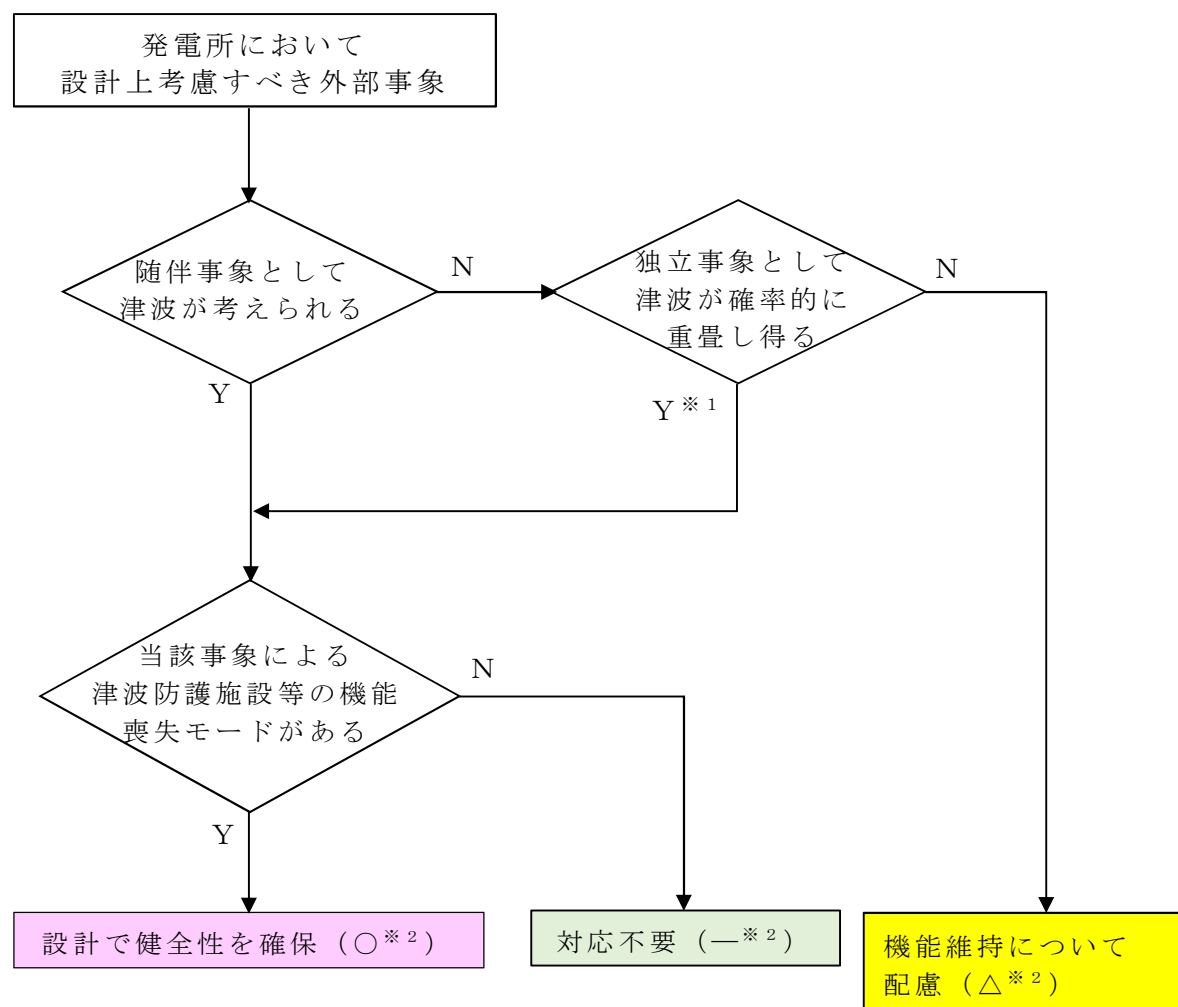 発電所において
設計上考慮すべき外部事象
随伴事象として
津波が考えられる
N
独立事象として
津波が確率的に
重畳し得る
N
Y
Y※1
当該事象による
津波防護施設等の機能
喪失モードがある
N
Y
設計で健全性を確保（○※2）
対応不要（―※2）
機能維持について
配慮（△※2）